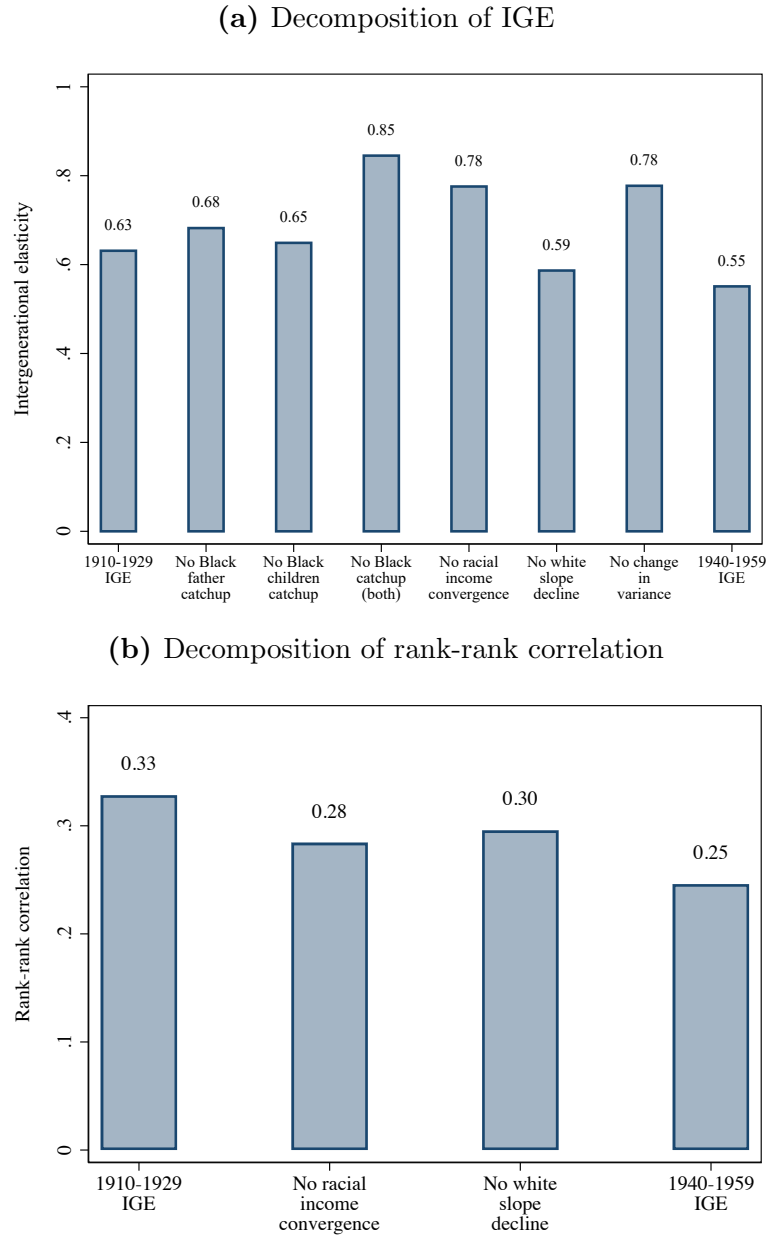 (a) Decomposition of IGE
Intergenerational elasticity
1
.8
.6
.4
.2
0
0.63
0.68
0.65
0.85
0.78
0.59
0.78
0.55
1910-1929
IGE
No Black
father
catchup
No Black
children
catchup
No Black
catchup
(both)
No racial
income
convergence
No white
slope
decline
No change
in
variance
1940-1959
IGE
(b) Decomposition of rank-rank correlation
Rank-rank correlation
.4
.3
.2
.1
0
0.33
0.28
0.30
0.25
1910-1929
IGE
No racial
income
convergence
No white
slope
decline
1940-1959
IGE